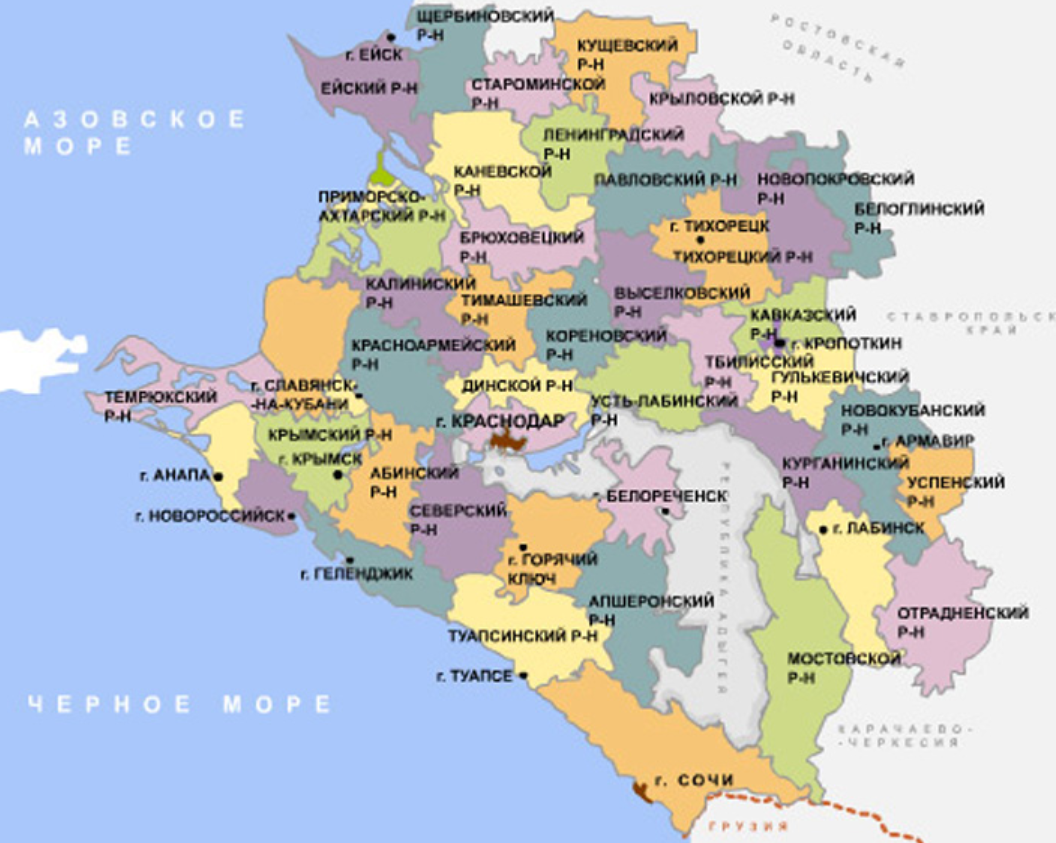 ЩЕРБИНОВСКИЙ
Р-Н
г. ЕЙСК
ЕЙСКИЙ Р-Н
КУЩЕВСКИЙ
Р-Н
РОСТОВСКАЯ
ОБЛАСТЬ
СТАРОМИНСКОЙ
Р-Н
КРЫЛОВСКОЙ Р-Н
АЗОВСКОЕ
МОРЕ
ЛЕНИНГРАДСКИЙ
Р-Н
КАНЕВСКОЙ
Р-Н
ПАВЛОВСКИЙ Р-Н
НОВОПОКРОВСКИЙ
Р-Н
БЕЛОГЛИНСКИЙ
Р-Н
ПРИМОРСКО-
АХТАРСКИЙ Р-Н
г. ТИХОРЕЦК
ТИХОРЕЦКИЙ Р-Н
БРЮХОВЕЦКИЙ
Р-Н
КАЛИНИСКИЙ
Р-Н
ТИМАШЕВСКИЙ
Р-Н
ВЫСЕЛКОВСКИЙ
Р-Н
КАВКАЗСКИЙ
Р-Н
СТАВРОПОЛЬСК
КРАЙ
КРАСНОАРМЕЙСКИЙ
Р-Н
КОРЕНОВСКИЙ
Р-Н
г. КРОПОТКИН
ТБИЛИССКИЙ
Р-Н
ГУЛЬКЕВИЧСКИЙ
Р-Н
ТЕМРЮКСКИЙ
Р-Н
г. СЛАВЯНСК-
-НА-КУБАНИ
ДИНСКОЙ Р-Н
УСТЬ-ЛАБИНСКИЙ
Р-Н
НОВОКУБАНСКИЙ
Р-Н
г. КРАСНОДАР
КРЫМСКИЙ Р-Н
г. КРЫМСК
г. АРМАВИР
г. АНАПА
АБИНСКИЙ
Р-Н
КУРГАНИНСКИЙ
Р-Н
УСПЕНСКИЙ
Р-Н
г. НОВОРОССИЙСК
СЕВЕРСКИЙ
Р-Н
г. БЕЛОРЕЧЕНСК
РЕСПУБЛИКА АДЫГЕЯ
г. ЛАБИНСК
г. ГЕЛЕНДЖИК
г. ГОРЯЧИЙ
КЛЮЧ
АПШЕРОНСКИЙ
Р-Н
ОТРАДНЕНСКИЙ
Р-Н
ТУАПСИНСКИЙ Р-Н
МОСТОВСКОЙ
Р-Н
г. ТУАПСЕ
ЧЕРНОЕ МОРЕ
КАРАЧАЕВО-
-ЧЕРКЕСИЯ
г. СОЧИ
ГРУЗИЯ